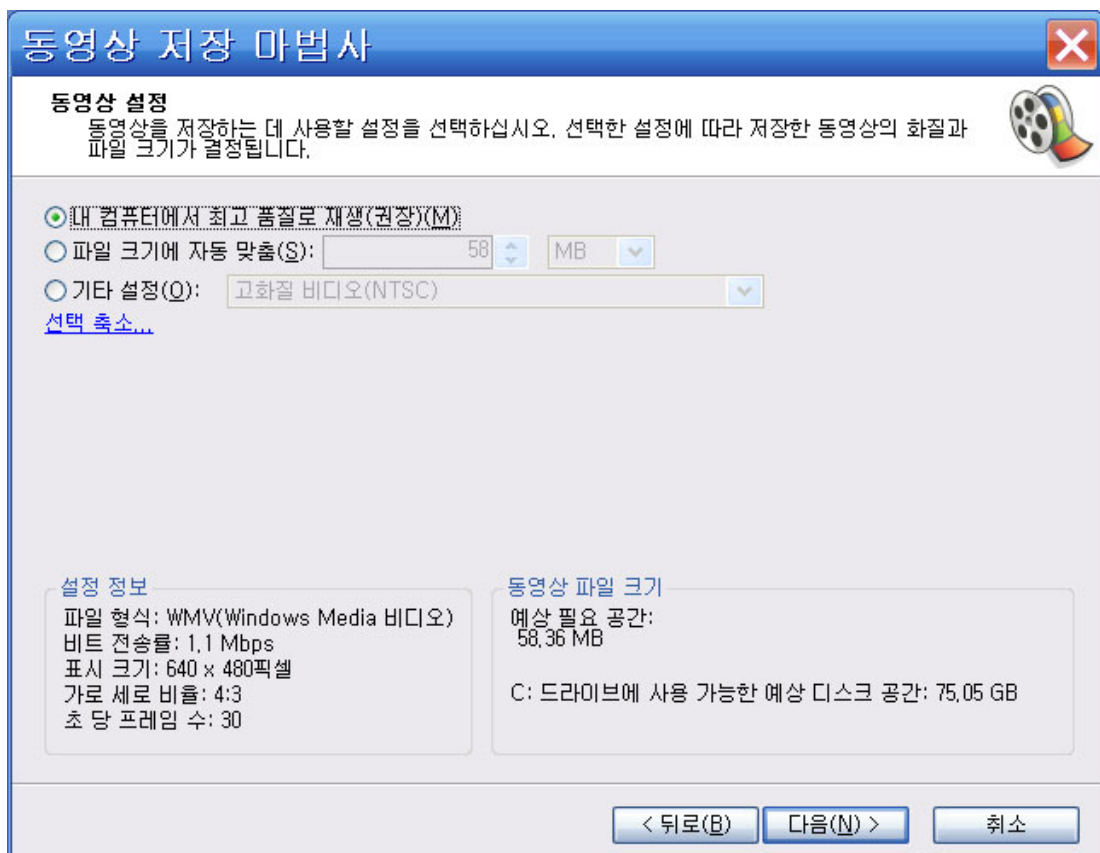 동영상 저장 마법사
동영상 설정
동영상을 저장하는 데 사용할 설정을 선택하십시오. 선택한 설정에 따라 저장한 동영상의 화질과
파일 크기가 결정됩니다.
내 컴퓨터에서 최고 품질로 재생(권장)(M)
파일 크기에 자동 맞춤(S): 58 MB
기타 설정(O): 고화질 비디오(NTSC)
선택 축소...
설정 정보
파일 형식: WMV(Windows Media 비디오)
비트 전송률: 1.1 Mbps
표시 크기: 640 x 480픽셀
가로 세로 비율: 4:3
초 당 프레임 수: 30
동영상 파일 크기
예상 필요 공간:
58.36 MB
C: 드라이브에 사용 가능한 예상 디스크 공간: 75.05 GB
< 뒤로(B) 다음(N) > 취소